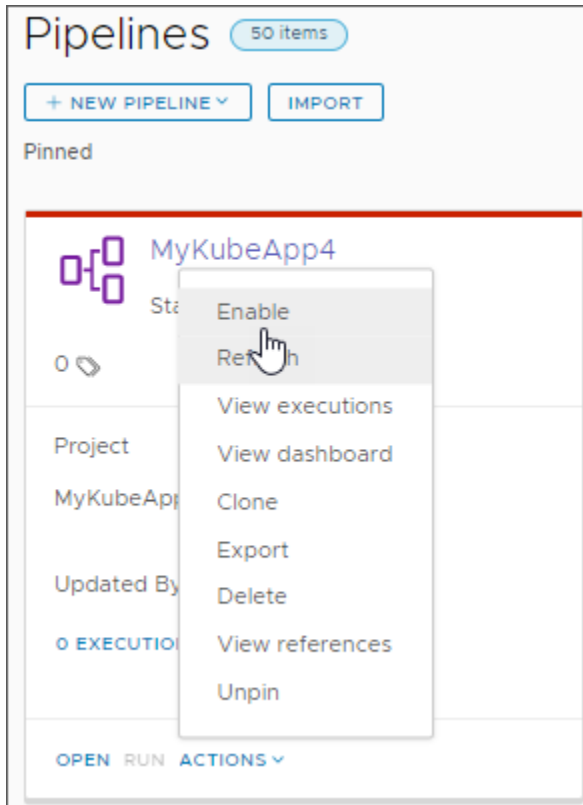 Pipelines 50 items
+ NEW PIPELINE IMPORT
Pinned
MyKubeApp4
Enable
0
View executions
Project
View dashboard
Clone
Export
Updated By
Delete
0
View references
Unpin
OPEN RUN ACTIONS